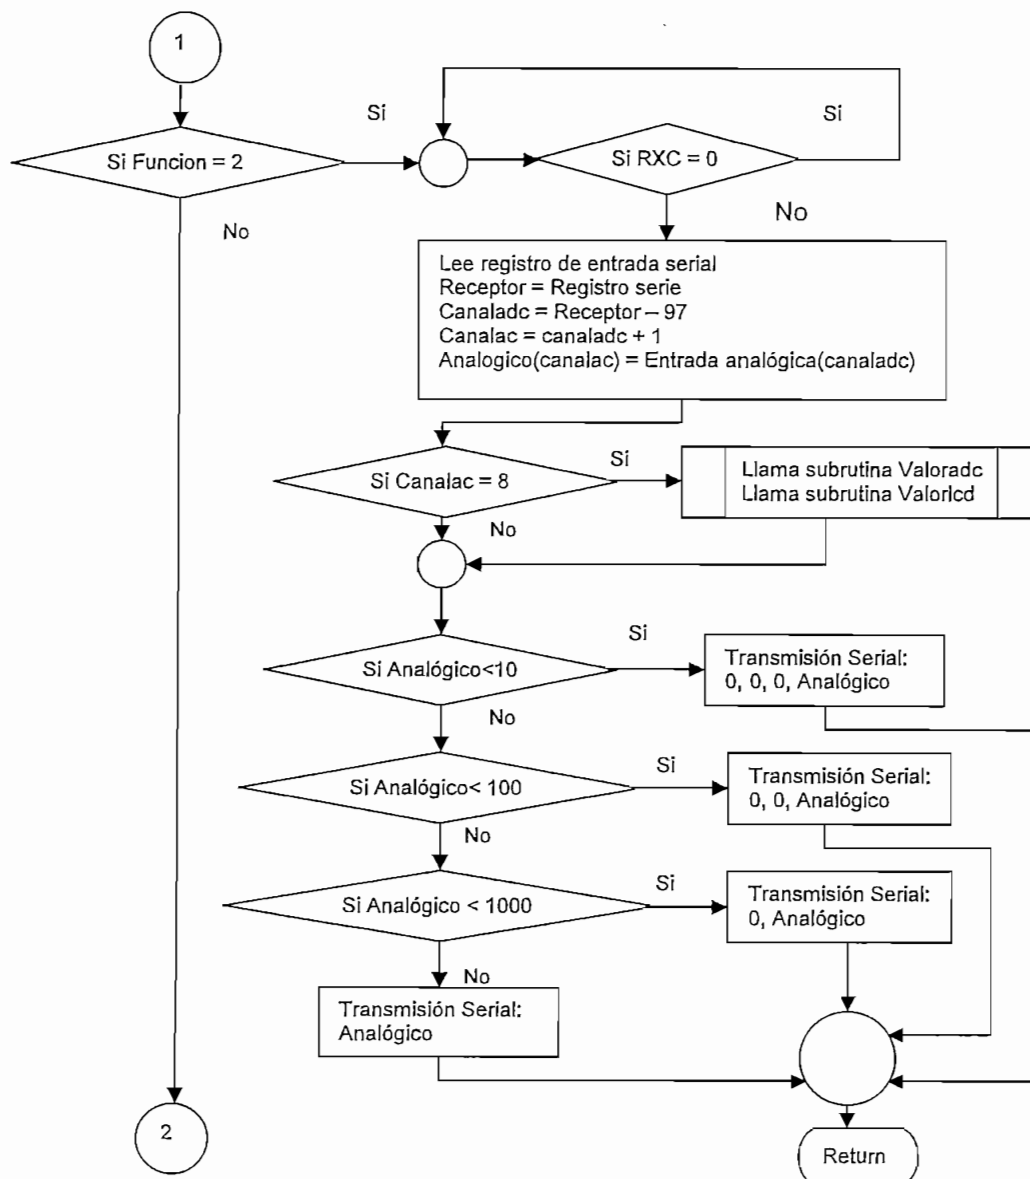 1
Si
Si
Si Funcion = 2
Si RXC = 0
No
No
Lee registro de entrada serial
Receptor = Registro serie
Canaladc = Receptor – 97
Canalac = canaladc + 1
Analogico(canalac) = Entrada analógica(canaladc)
Si Canalac = 8
Si
Llama subrutina Valoradc
Llama subrutina Valorlcd
No
Si Analógico<10
Si
Transmisión Serial:
0, 0, 0, Analógico
No
Si Analógico< 100
Si
Transmisión Serial:
0, 0, Analógico
No
Si Analógico < 1000
Si
Transmisión Serial:
0, Analógico
No
Transmisión Serial:
Analógico
2
Return